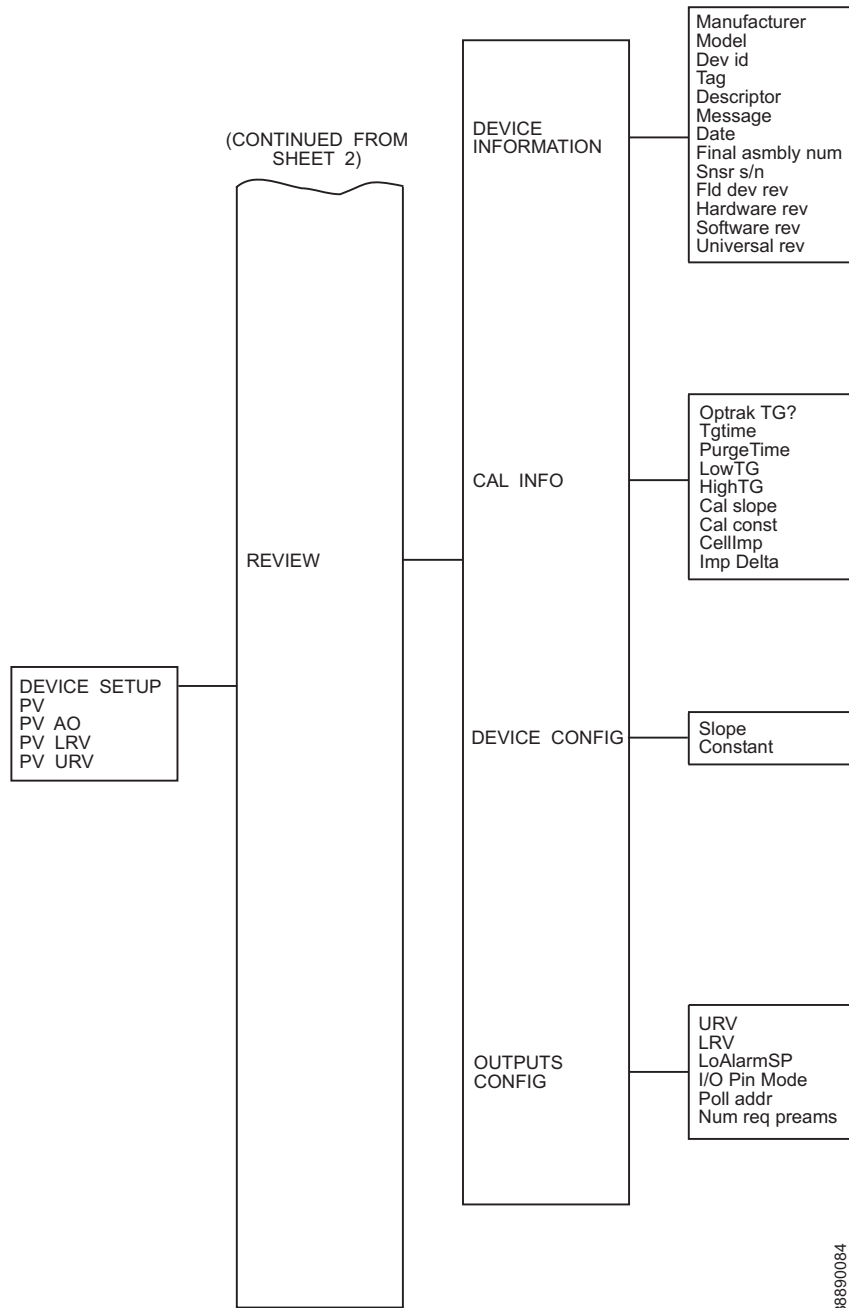 (CONTINUED FROM
SHEET 2)
DEVICE SETUP
PV
PV AO
PV LRV
PV URV
REVIEW
DEVICE
INFORMATION
Manufacturer
Model
Dev id
Tag
Descriptor
Message
Date
Final asmbly num
Snsr s/n
Fld dev rev
Hardware rev
Software rev
Universal rev
CAL INFO
Optrak TG?
Tgtime
PurgeTime
LowTG
HighTG
Cal slope
Cal const
CellImp
Imp Delta
DEVICE CONFIG
Slope
Constant
OUTPUTS
CONFIG
URV
LRV
LoAlarmSP
I/O Pin Mode
Poll addr
Num req preams